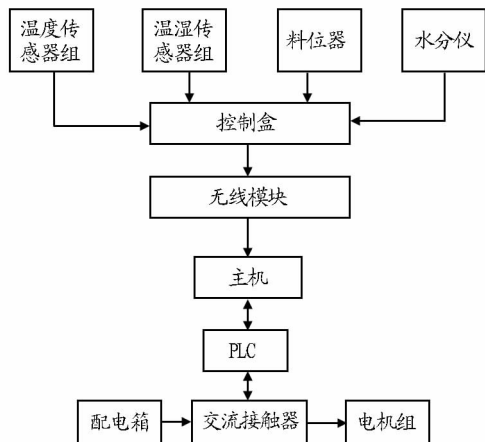 温度传
感器组
温湿传
感器组
料位器
水分仪
控制盒
无线模块
主机
PLC
配电箱
交流接触器
电机组